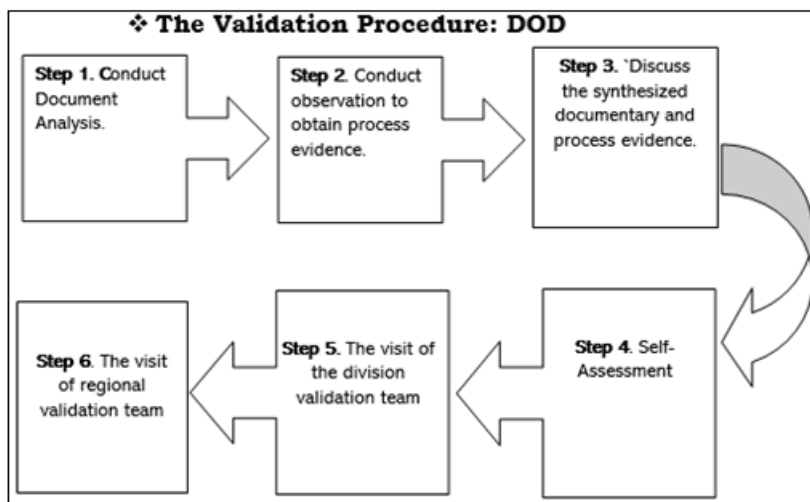 ❖ The Validation Procedure: DOD
Step 1. Conduct
Document
Analysis.
Step 2. Conduct
observation to
obtain process
evidence.
Step 3. `Discuss
the synthesized
documentary and
process evidence.
Step 4. Self-
Assessment
Step 5. The visit of
the division
validation team
Step 6. The visit
of regional
validation team